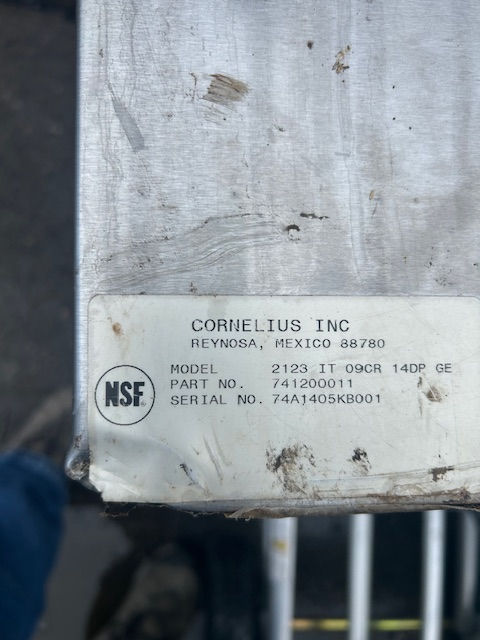 CORNELIUS INC
REYNOSA, MEXICO 88780
MODEL 2123 IT 09CR 14DP GE
PART NO. 741200011
SERIAL NO. 74A1405KB001
NSF®